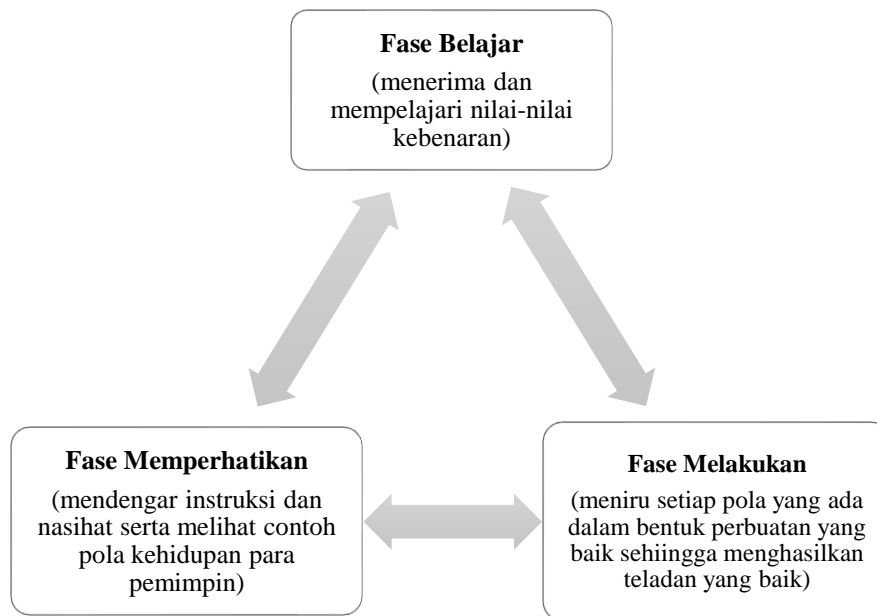 Fase Belajar
(menerima dan
mempelajari nilai-nilai
kebenaran)
Fase Memperhatikan
(mendengar instruksi dan
nasihat serta melihat contoh
pola kehidupan para
pemimpin)
Fase Melakukan
(meniru setiap pola yang ada
dalam bentuk perbuatan yang
baik sehiingga menghasilkan
teladan yang baik)